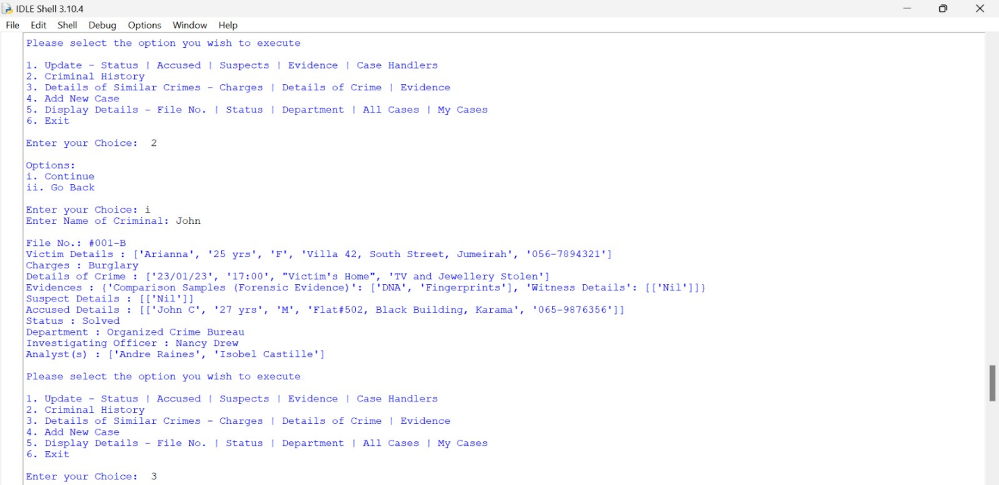 IDLE Shell 3.10.4
File Edit Shell Debug Options Window Help
Please select the option you wish to execute
1. Update - Status | Accused | Suspects | Evidence | Case Handlers
2. Criminal History
3. Details of Similar Crimes - Charges | Details of Crime | Evidence
4. Add New Case
5. Display Details - File No. | Status | Department | All Cases | My Cases
6. Exit
Enter your Choice:  2
Options:
i. Continue
ii. Go Back
Enter your Choice: i
Enter Name of Criminal: John
File No.: #001-B
Victim Details : ['Arianna', '25 yrs', 'F', 'Villa 42, South Street, Jumeirah', '056-7894321']
Charges : Burglary
Details of Crime : ['23/01/23', '17:00', "Victim's Home", 'TV and Jewellery Stolen']
Evidences : {'Comparison Samples (Forensic Evidence)': ['DNA', 'Fingerprints'], 'Witness Details': [['Nil']]}
Suspect Details : [['Nil']]
Accused Details : [['John C', '27 yrs', 'M', 'Flat#502, Black Building, Karama', '065-9876356']]
Status : Solved
Department : Organized Crime Bureau
Investigating Officer : Nancy Drew
Analyst(s) : ['Andre Raines', 'Isobel Castille']
Please select the option you wish to execute
1. Update - Status | Accused | Suspects | Evidence | Case Handlers
2. Criminal History
3. Details of Similar Crimes - Charges | Details of Crime | Evidence
4. Add New Case
5. Display Details - File No. | Status | Department | All Cases | My Cases
6. Exit
Enter your Choice:  3